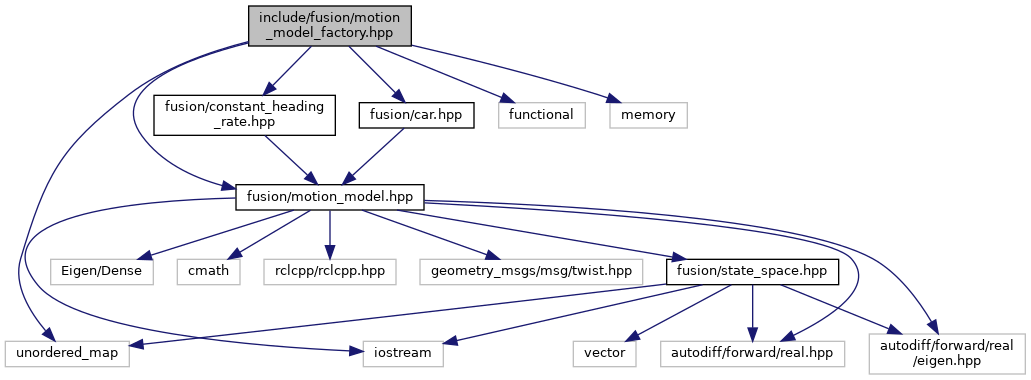 include/fusion/motion
_model_factory.hpp
fusion/constant_heading
_rate.hpp
fusion/car.hpp
functional
memory
fusion/motion_model.hpp
Eigen/Dense
cmath
rclcpp/rclcpp.hpp
geometry_msgs/msg/twist.hpp
fusion/state_space.hpp
unordered_map
iostream
vector
autodiff/forward/real.hpp
autodiff/forward/real
/eigen.hpp